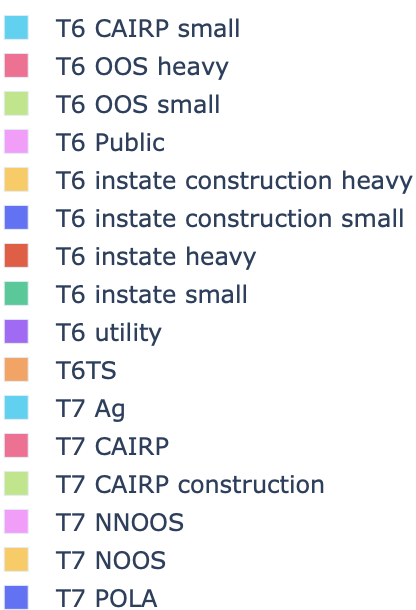 T6 CAIRP small
T6 OOS heavy
T6 OOS small
T6 Public
T6 instate construction heavy
T6 instate construction small
T6 instate heavy
T6 instate small
T6 utility
T6TS
T7 Ag
T7 CAIRP
T7 CAIRP construction
T7 NNOOS
T7 NOOS
T7 POLA